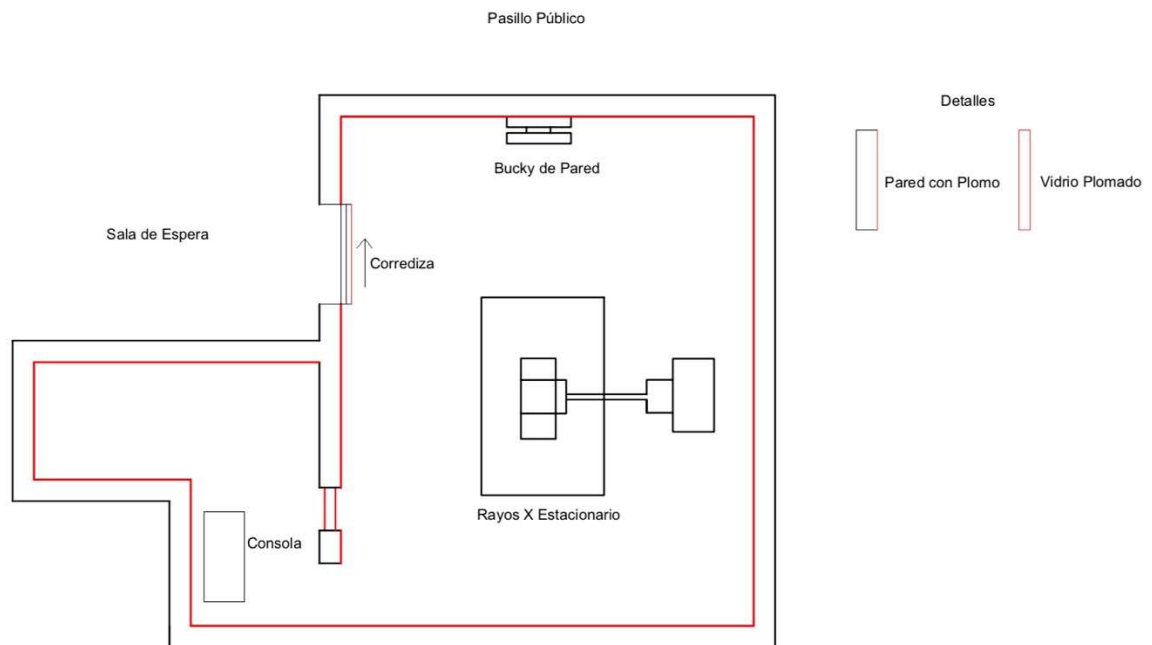 Pasillo Público
Detalles
Bucky de Pared
Pared con Plomo
Vidrio Plomado
Sala de Espera
Corrediza
Rayos X Estacionario
Consola